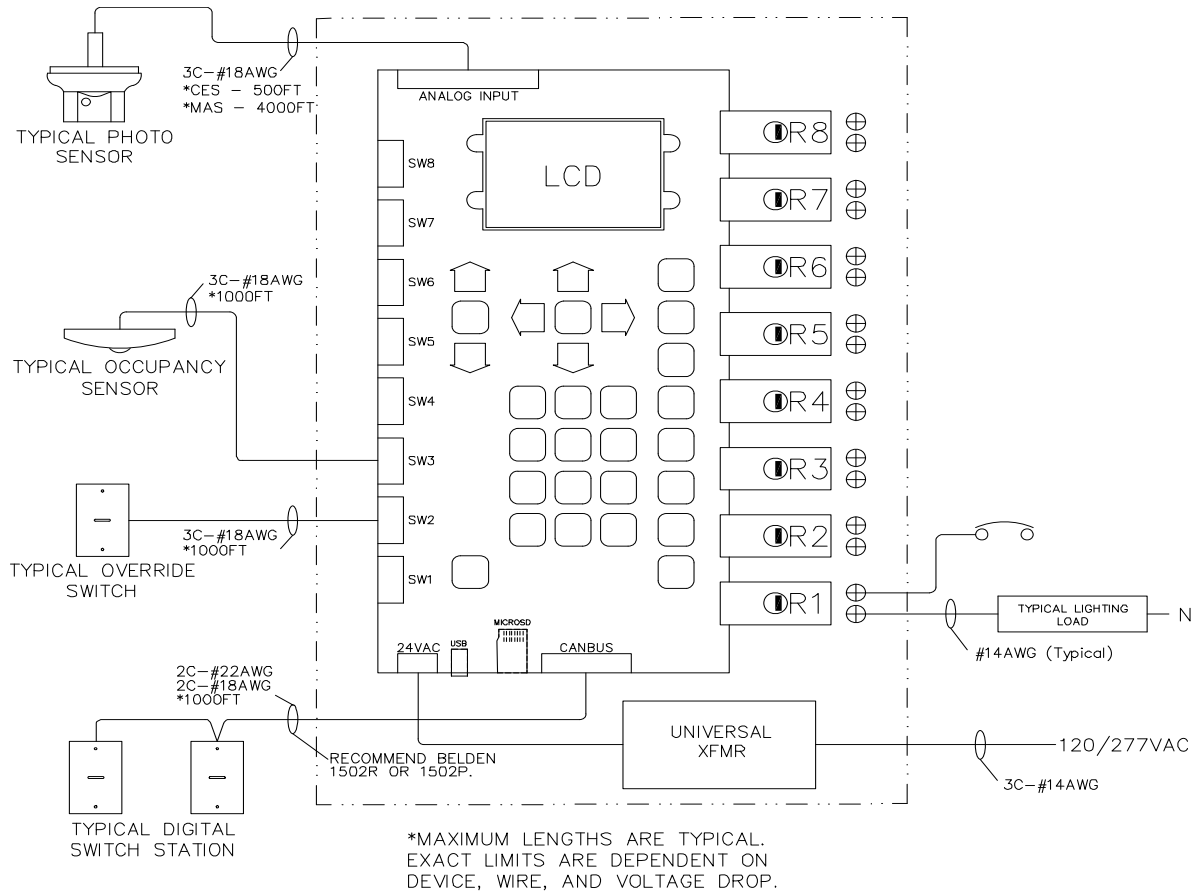 3C-#18AWG
*CES - 500FT
*MAS - 4000FT
TYPICAL PHOTO
SENSOR
ANALOG INPUT
LCD
SW8
SW7
SW6
SW5
SW4
SW3
SW2
SW1
R8
R7
R6
R5
R4
R3
R2
R1
3C-#18AWG
*1000FT
TYPICAL OCCUPANCY
SENSOR
3C-#18AWG
*1000FT
TYPICAL OVERRIDE
SWITCH
TYPICAL LIGHTING
LOAD
N
#14AWG (Typical)
24VAC
USB
MICROSD
CANBUS
2C-#22AWG
2C-#18AWG
*1000FT
RECOMMEND BELDEN
1502R OR 1502P.
UNIVERSAL
XFMR
120/277VAC
3C-#14AWG
TYPICAL DIGITAL
SWITCH STATION
*MAXIMUM LENGTHS ARE TYPICAL.
EXACT LIMITS ARE DEPENDENT ON
DEVICE, WIRE, AND VOLTAGE DROP.